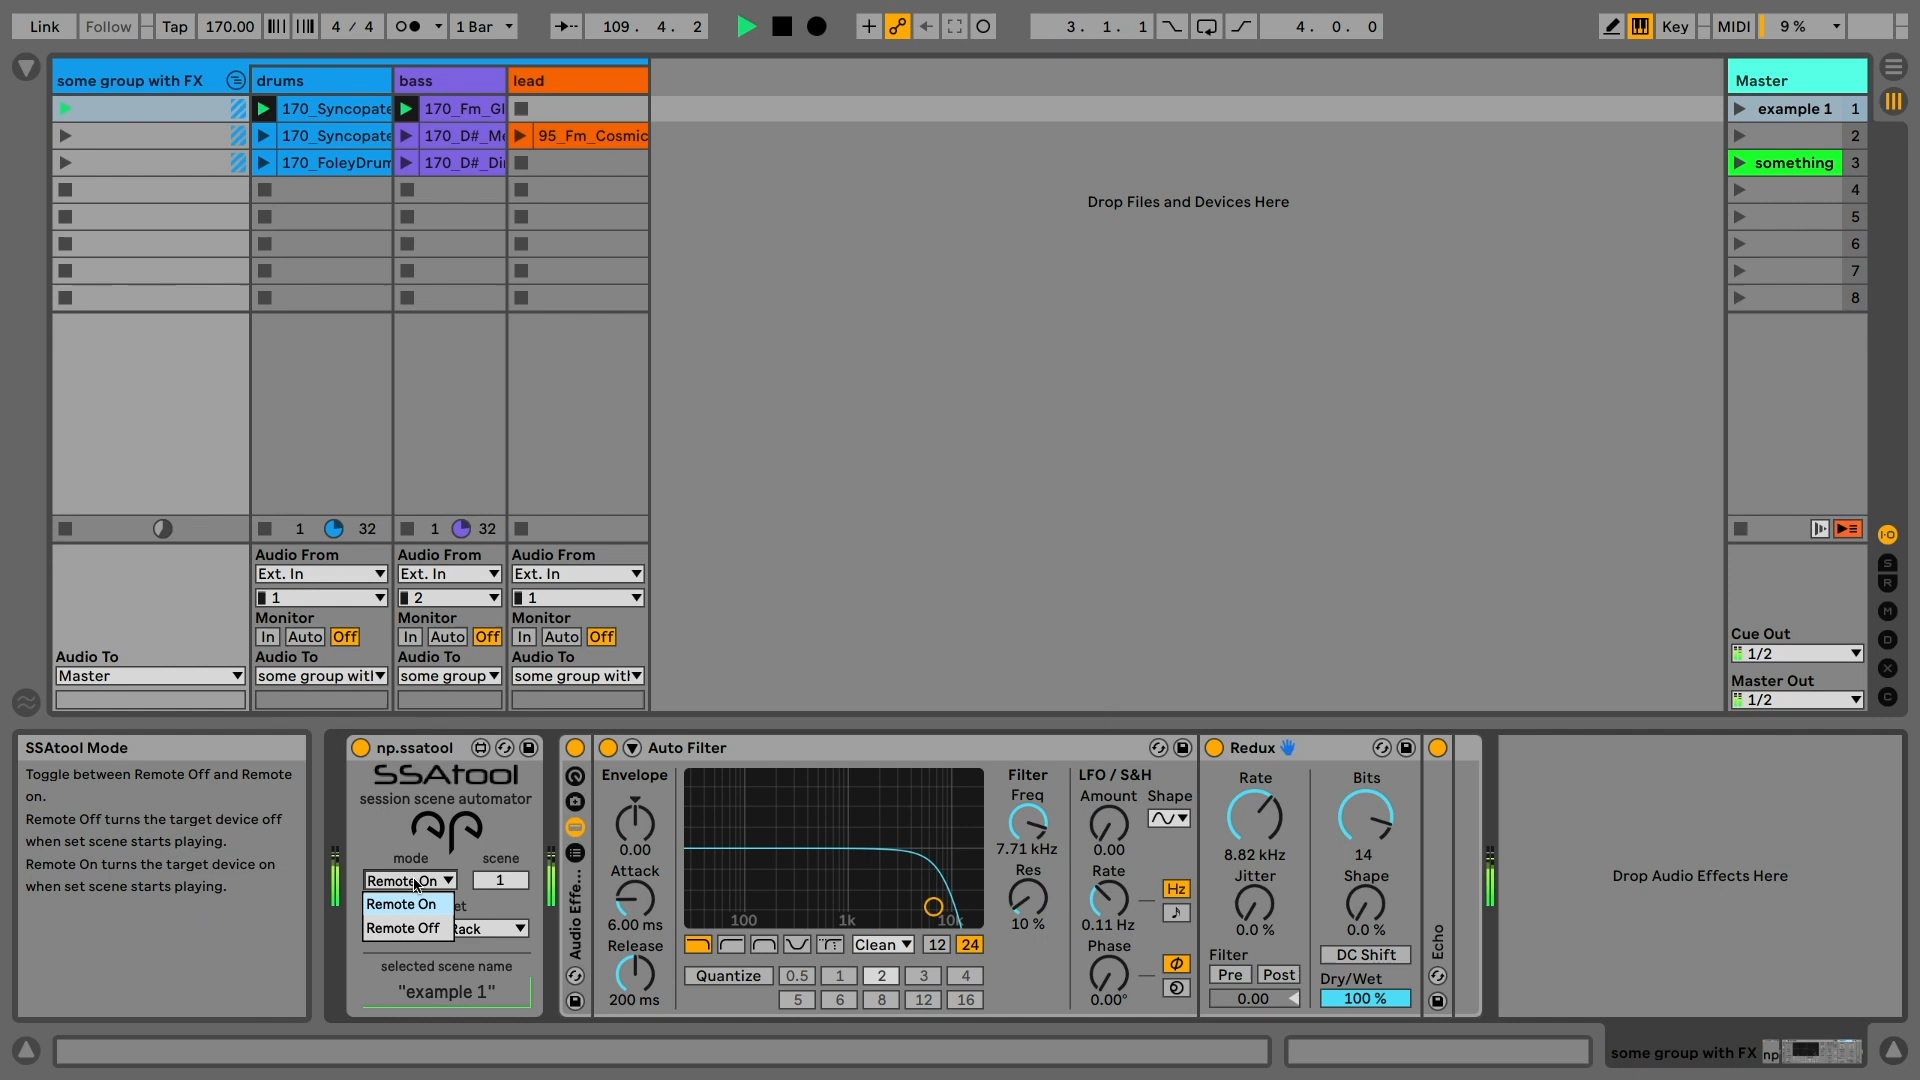 Link Follow Tap 170.00 4 / 4 1 Bar 109. 4. 2 3. 1. 1 4. 0. 0 Key MIDI 9 %
some group with FX drums bass lead Master
170_Syncopate 170_Fm_Gl example 1 1
170_Syncopate 170_D#_Me 95_Fm_Cosmic 2
170_FoleyDrum 170_D#_Di something 3
4
Drop Files and Devices Here
5
6
7
8
1 32 1 32
Audio From Audio From Audio From
Ext. In Ext. In Ext. In
1 2 1
Monitor Monitor Monitor
In Auto Off In Auto Off In Auto Off
Cue Out
1/2
Audio To Audio To Audio To Audio To
Master some group with some group some group with
Master Out
1/2
I·O
S
R
M
D
X
C
SSAtool Mode
Toggle between Remote Off and Remote
on.
Remote Off turns the target device off
when set scene starts playing.
Remote On turns the target device on
when set scene starts playing.
np.ssatool
SSAtool
session scene automator
mode scene
Remote On 1
Remote On
Remote Off
et
Rack
selected scene name
"example 1"
Audio Effe...
Auto Filter
Envelope
0.00
Attack
6.00 ms
Release
200 ms
100 1k 10k
Clean 12 24
Quantize 0.5 1 2 3 4
5 6 8 12 16
Filter
Freq
7.71 kHz
Res
10 %
LFO / S&H
Amount Shape
0.00
Rate Hz
0.11 Hz
Phase
0.00°
Redux
Rate Bits
8.82 kHz 14
Jitter Shape
0.0 % 0.0 %
Filter DC Shift
Pre Post Dry/Wet
0.00 100 %
Echo
Drop Audio Effects Here
some group with FX np